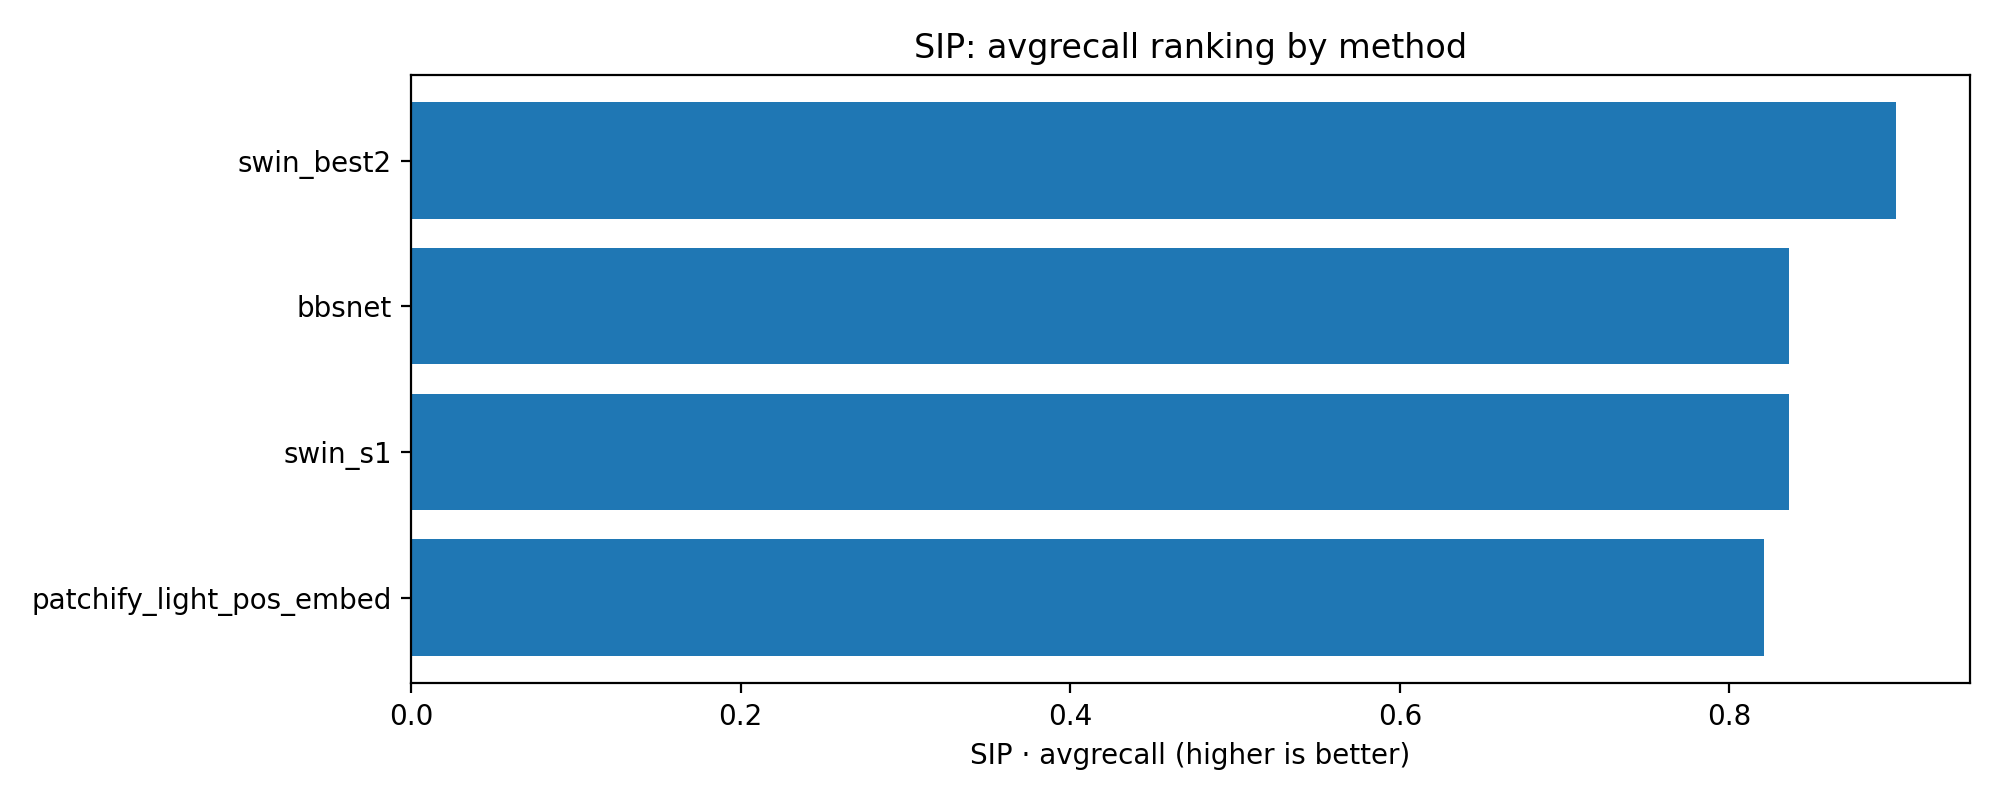 SIP: avgrecall ranking by method
swin_best2
bbsnet
swin_s1
patchify_light_pos_embed
0.0 0.2 0.4 0.6 0.8
SIP · avgrecall (higher is better)